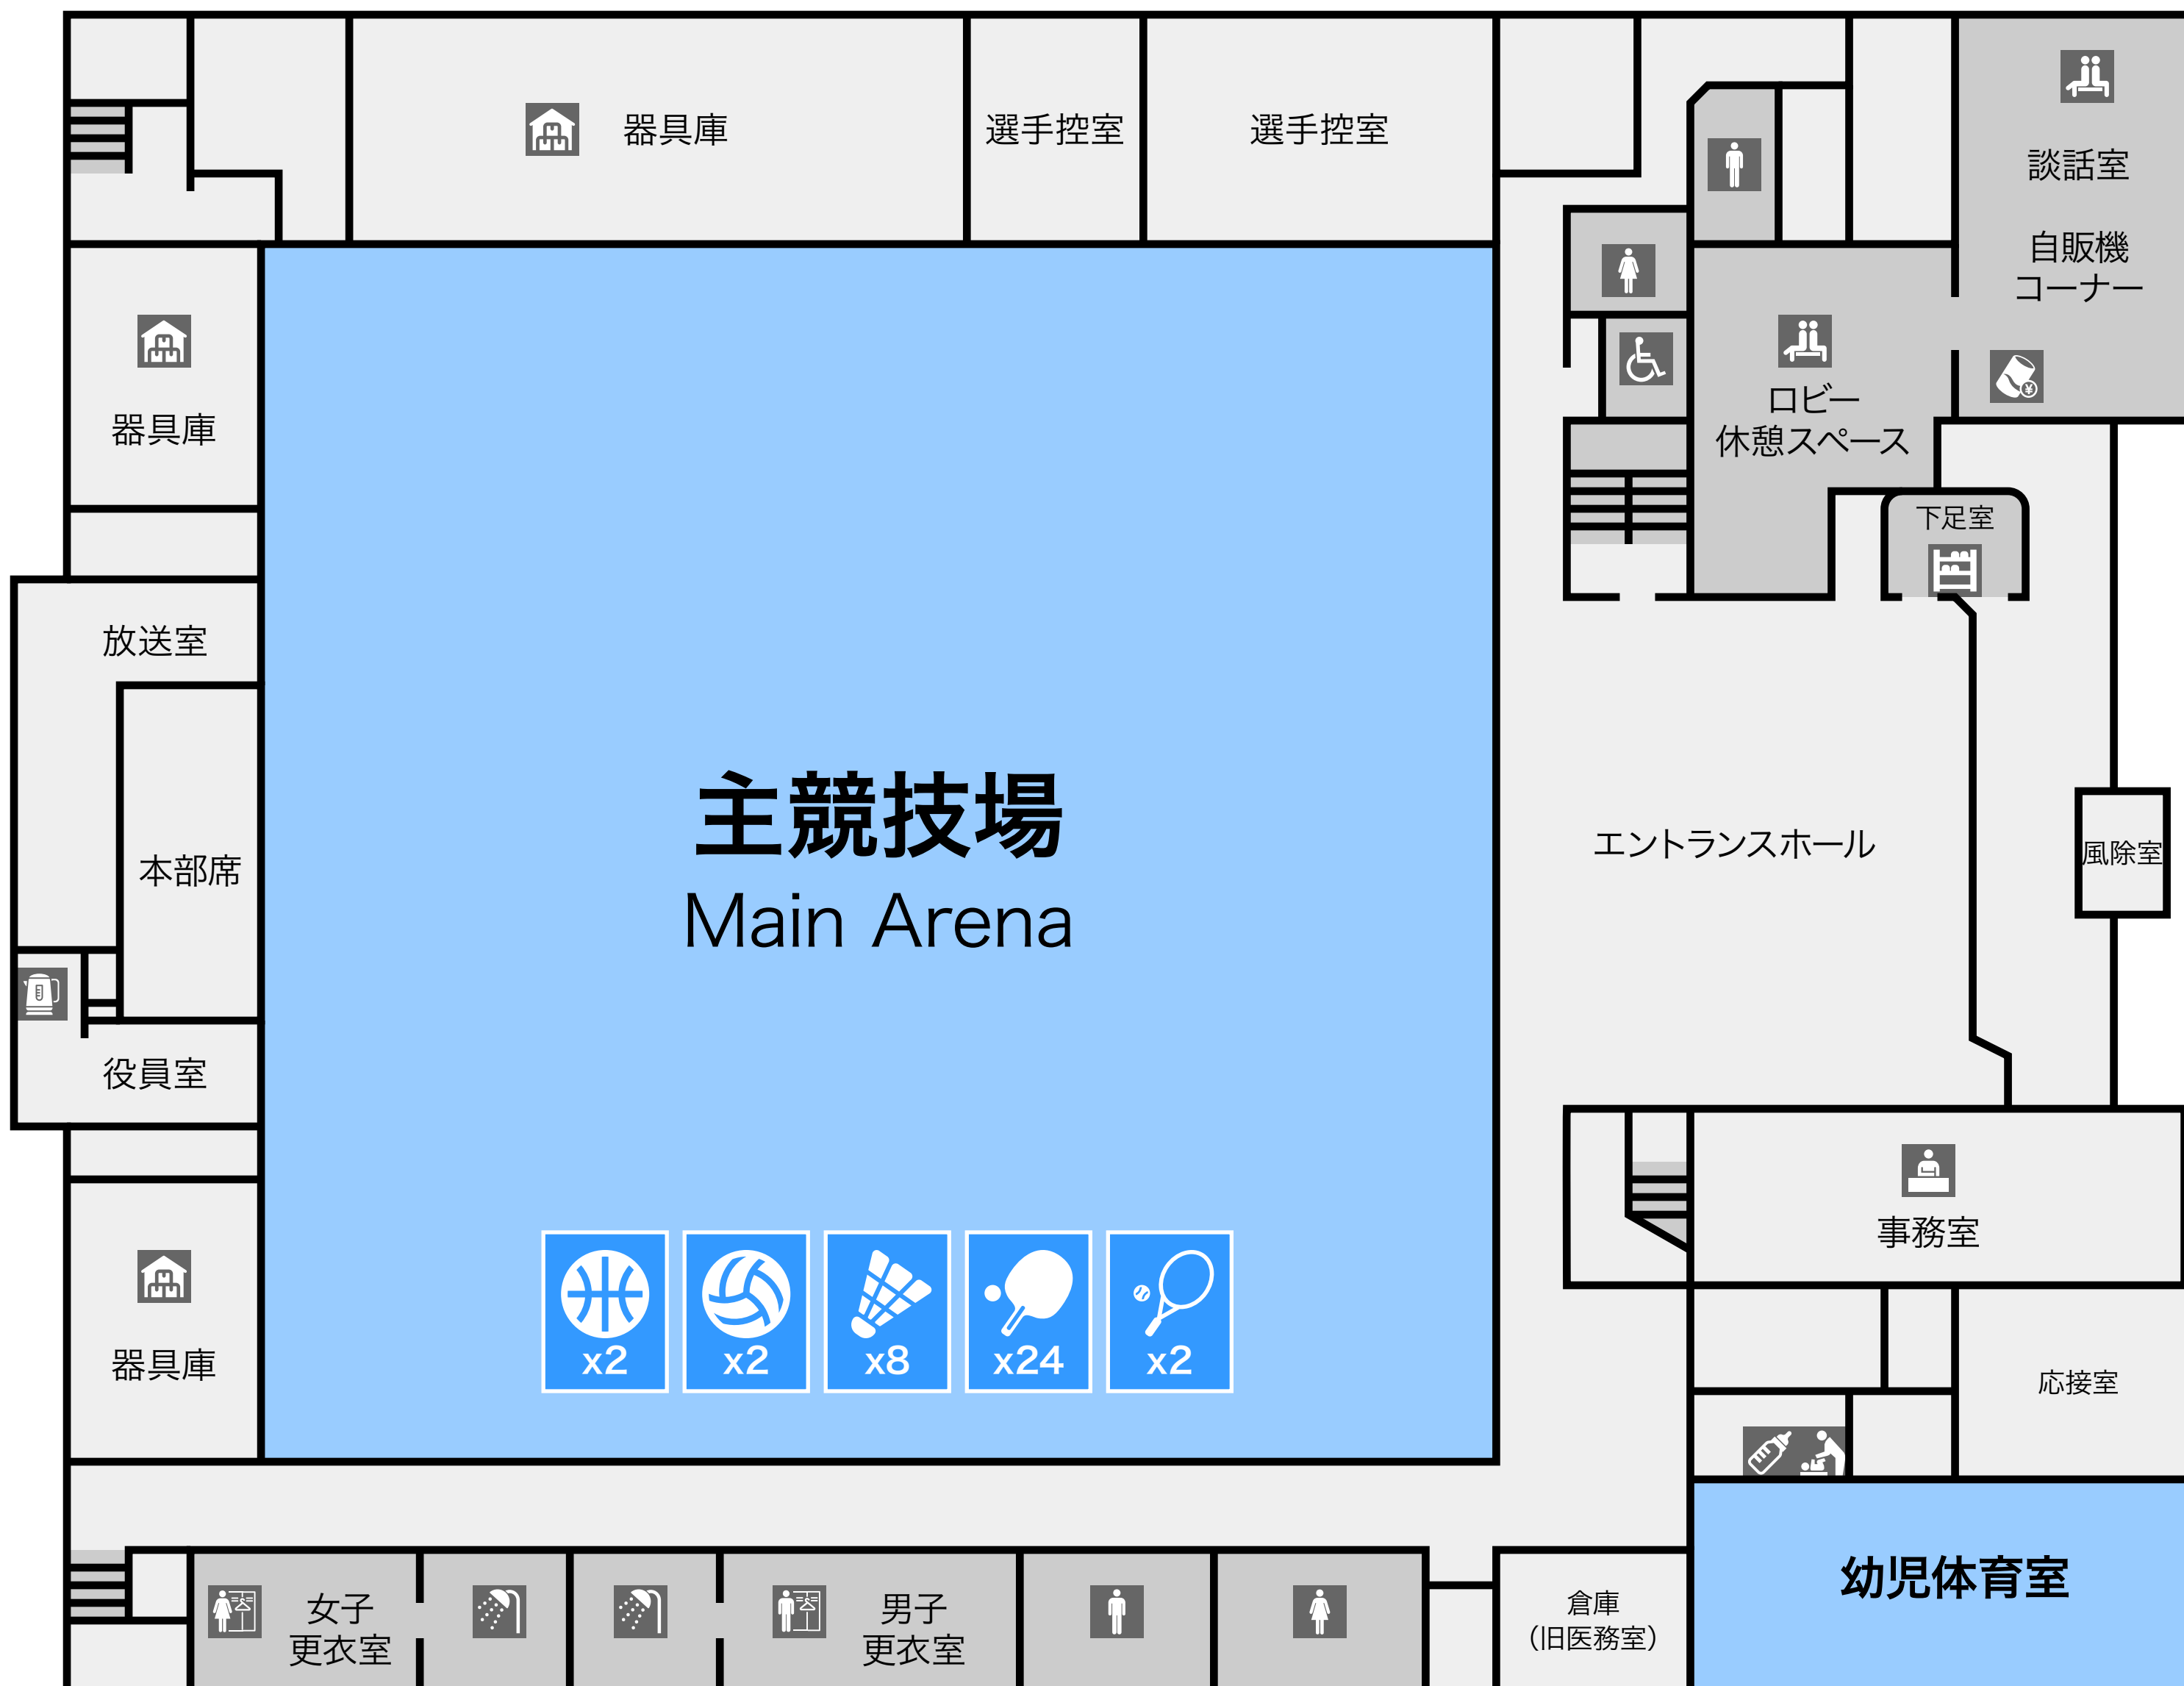 器具庫
選手控室
選手控室
談話室
自販機
コーナー
器具庫
ロビー
休憩スペース
下足室
放送室
本部席
主競技場
Main Arena
エントランスホール
風除室
役員室
事務室
器具庫
x2
x2
x8
x24
x2
応接室
幼児体育室
女子
更衣室
男子
更衣室
倉庫
（旧医務室）